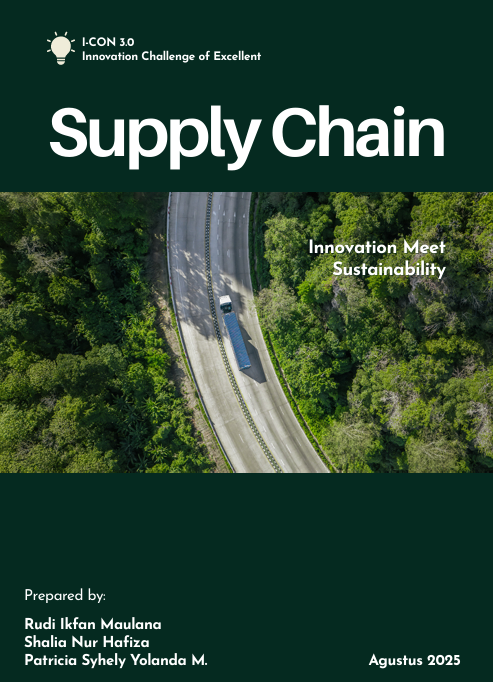 I-CON 3.0
Innovation Challenge of Excellent
Supply Chain
Innovation Meet
Sustainability
Prepared by:
Rudi Ikfan Maulana
Shalia Nur Hafiza
Patricia Syhely Yolanda M.
Agustus 2025